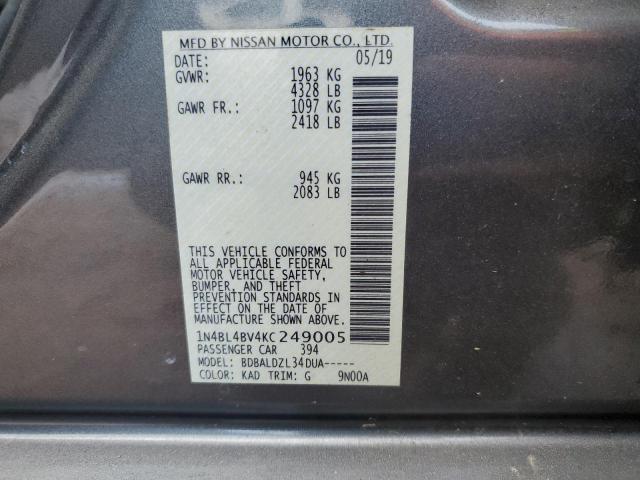 MFD BY NISSAN MOTOR CO., LTD.
DATE: 05/19
GVWR: 1963 KG
4328 LB
GAWR FR.: 1097 KG
2418 LB
GAWR RR.: 945 KG
2083 LB
THIS VEHICLE CONFORMS TO
ALL APPLICABLE FEDERAL
MOTOR VEHICLE SAFETY,
BUMPER, AND THEFT
PREVENTION STANDARDS IN
EFFECT ON THE DATE OF
MANUFACTURE SHOWN ABOVE.
1N4BL4BV4KC249005
PASSENGER CAR 394
MODEL: BDBALDZL34DUA-----
COLOR: KAD TRIM: G 9N00A